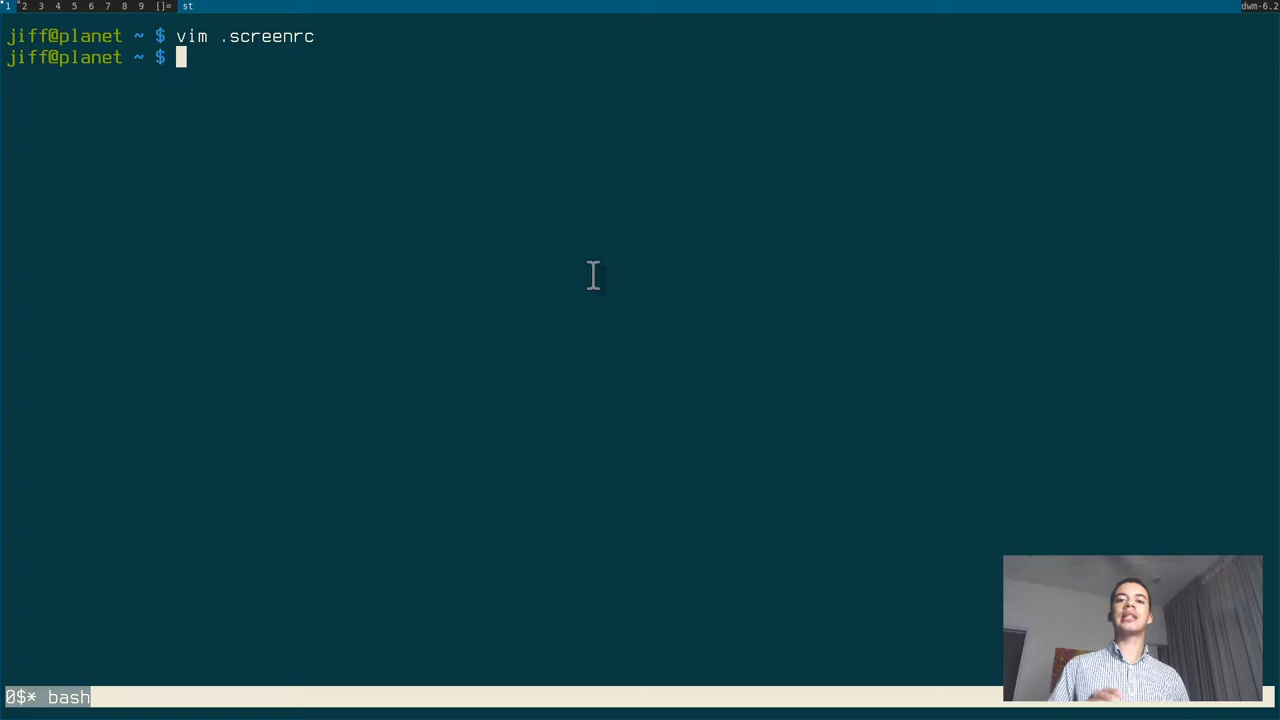 1 2 3 4 5 6 7 8 9 []= st dwm-6.2
jiff@planet ~ $ vim .screenrc
jiff@planet ~ $
0$* bash